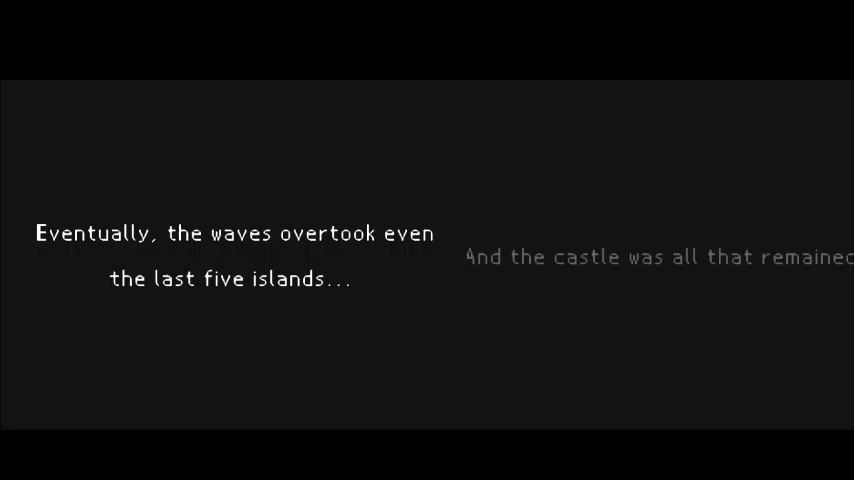 Eventually, the waves overtook even
the last five islands...
And the castle was all that remained